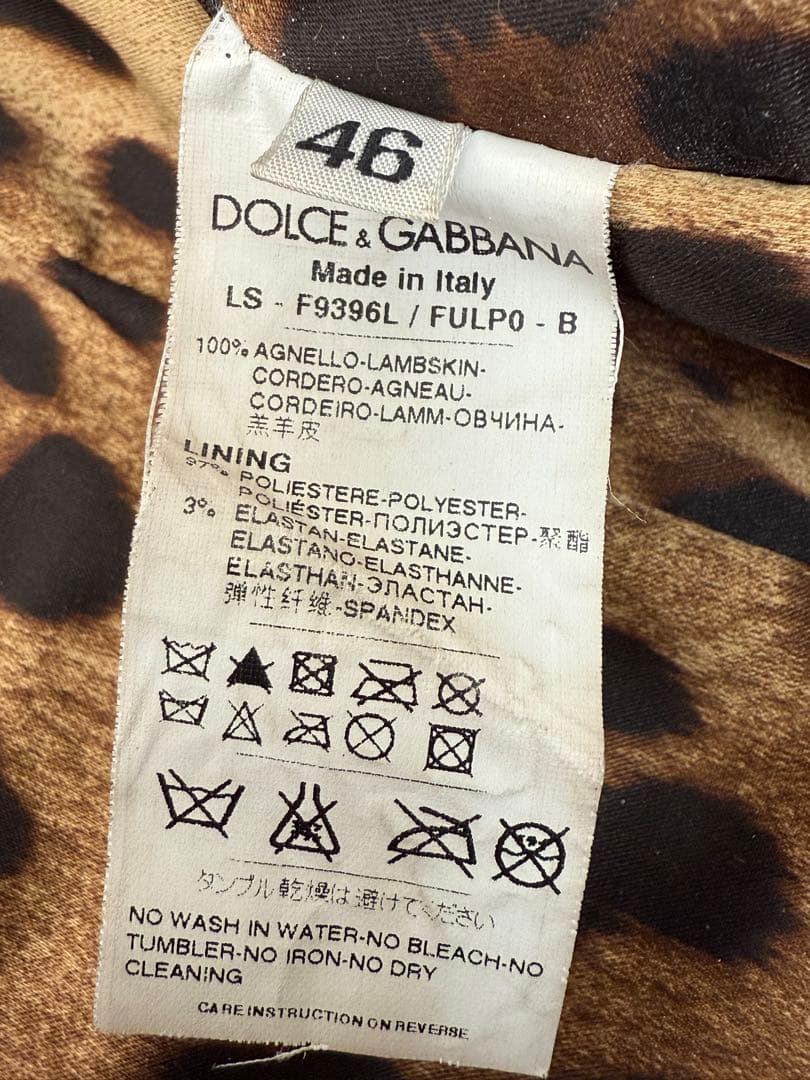 46
DOLCE & GABBANA
Made in Italy
LS - F9396L / FULP0 - B
100% AGNELLO-LAMBSKIN-
CORDERO-AGNEAU-
CORDEIRO-LAMM-ОВЧИНА-
羔羊皮
LINING
97% POLIESTERE-POLYESTER-
POLIÉSTER-ПОЛИЭСТЕР-聚酯
3% ELASTAN-ELASTANE-
ELASTANO-ELASTHANNE-
ELASTHAN-ЭЛАСТАН-
弹性纤维-SPANDEX
タンブル乾燥は避けてください
NO WASH IN WATER-NO BLEACH-NO
TUMBLER-NO IRON-NO DRY
CLEANING
CARE INSTRUCTION ON REVERSE